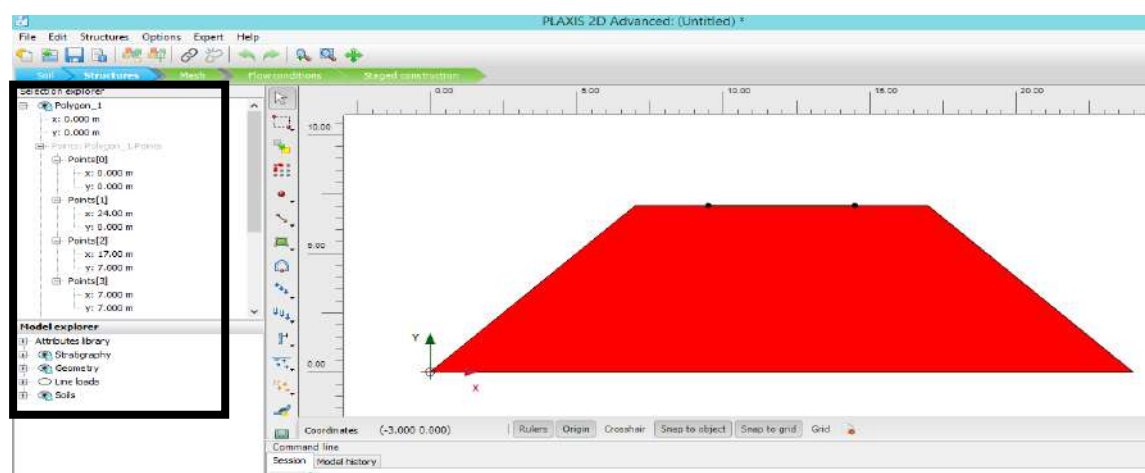 PLAXIS 2D Advanced: (Untitled) *
File Edit Structures Options Expert Help
Soil Structures Mesh Flow conditions Staged construction
Selection explorer
Polygon_1
x: 0.000 m
y: 0.000 m
Points: Polygon_1.Points
Points[0]
x: 0.000 m
y: 0.000 m
Points[1]
x: 24.00 m
y: 0.000 m
Points[2]
x: 17.00 m
y: 7.000 m
Points[3]
x: 7.000 m
y: 7.000 m
Model explorer
Attributes library
Stratigraphy
Geometry
Line loads
Soils
0.00 5.00 10.00 15.00 20.00
10.00
5.00
0.00
Y
X
Coordinates (-3.000 0.000) Rulers Origin Crosshair Snap to object Snap to grid Grid
Command line
Session Model history